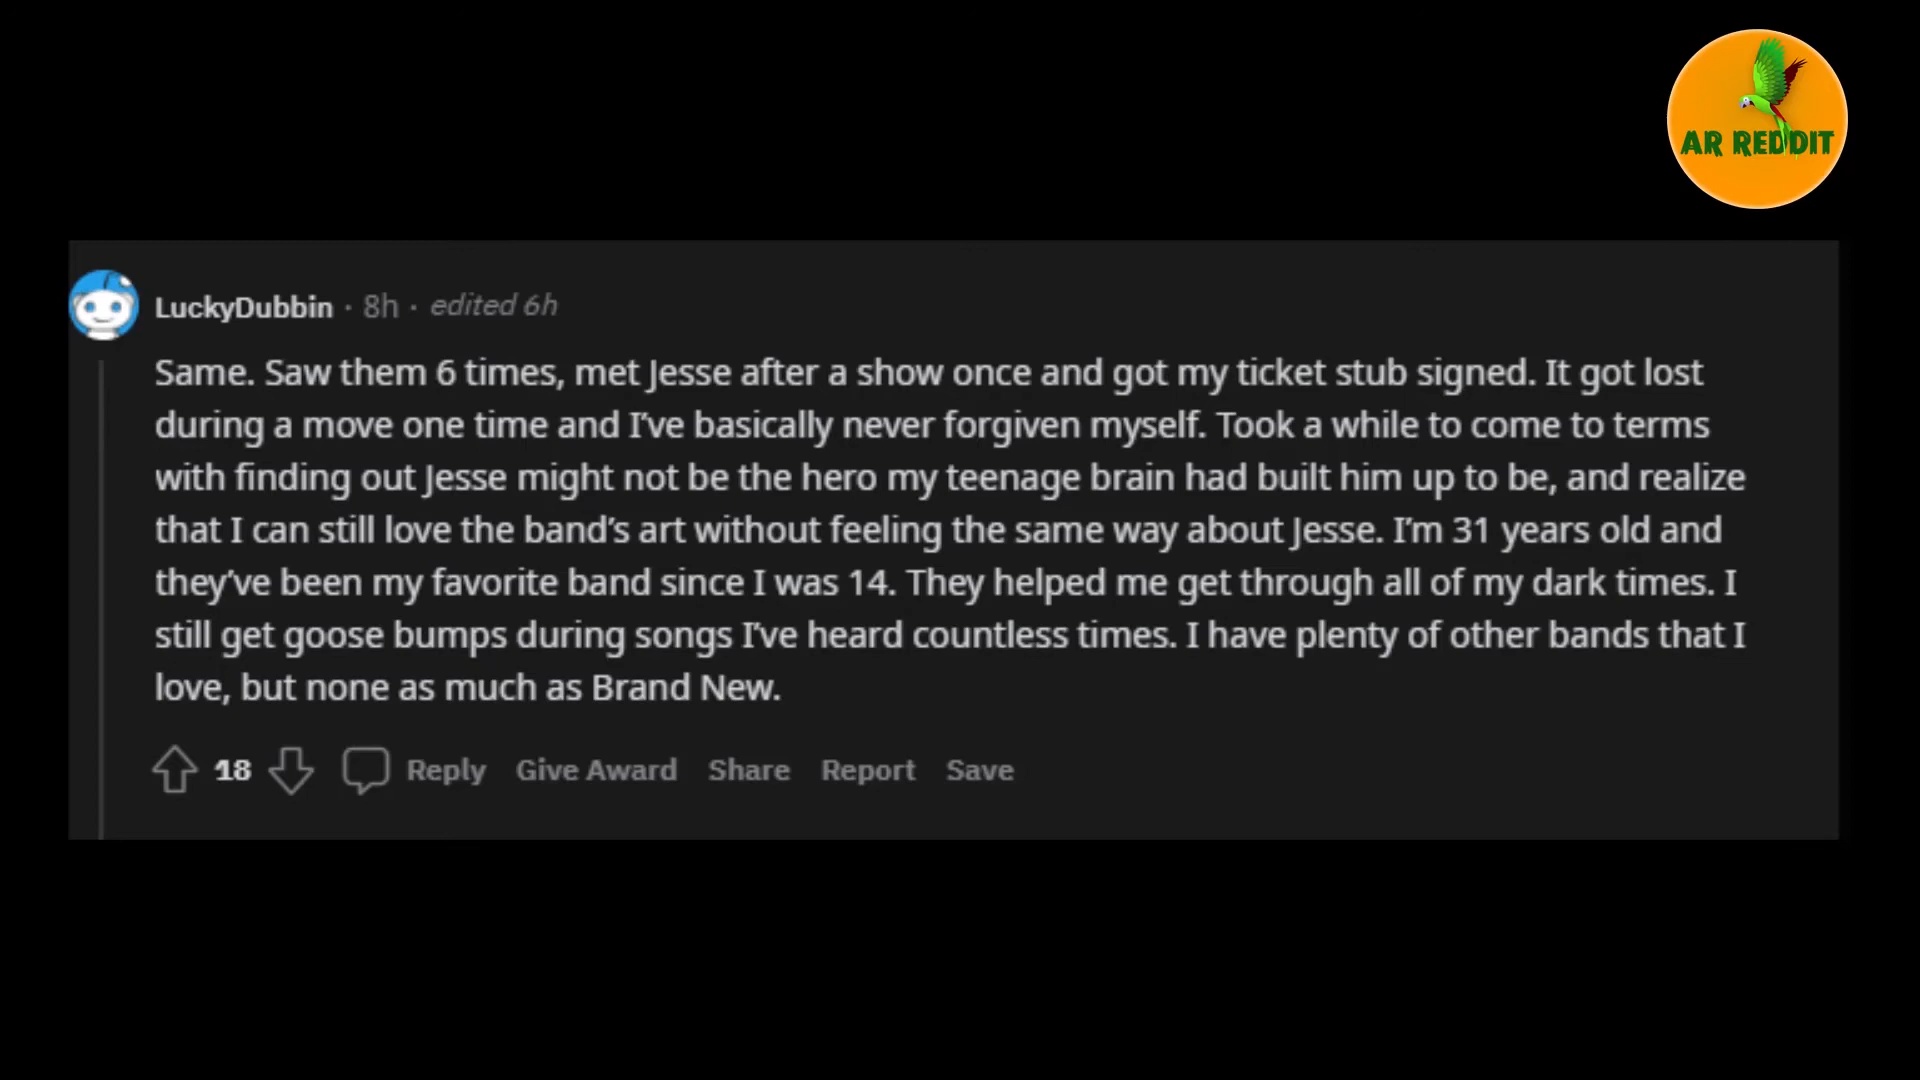 AR REDDIT
LuckyDubbin · 8h · edited 6h
Same. Saw them 6 times, met Jesse after a show once and got my ticket stub signed. It got lost
during a move one time and I’ve basically never forgiven myself. Took a while to come to terms
with finding out Jesse might not be the hero my teenage brain had built him up to be, and realize
that I can still love the band’s art without feeling the same way about Jesse. I’m 31 years old and
they’ve been my favorite band since I was 14. They helped me get through all of my dark times. I
still get goose bumps during songs I’ve heard countless times. I have plenty of other bands that I
love, but none as much as Brand New.
18 Reply Give Award Share Report Save